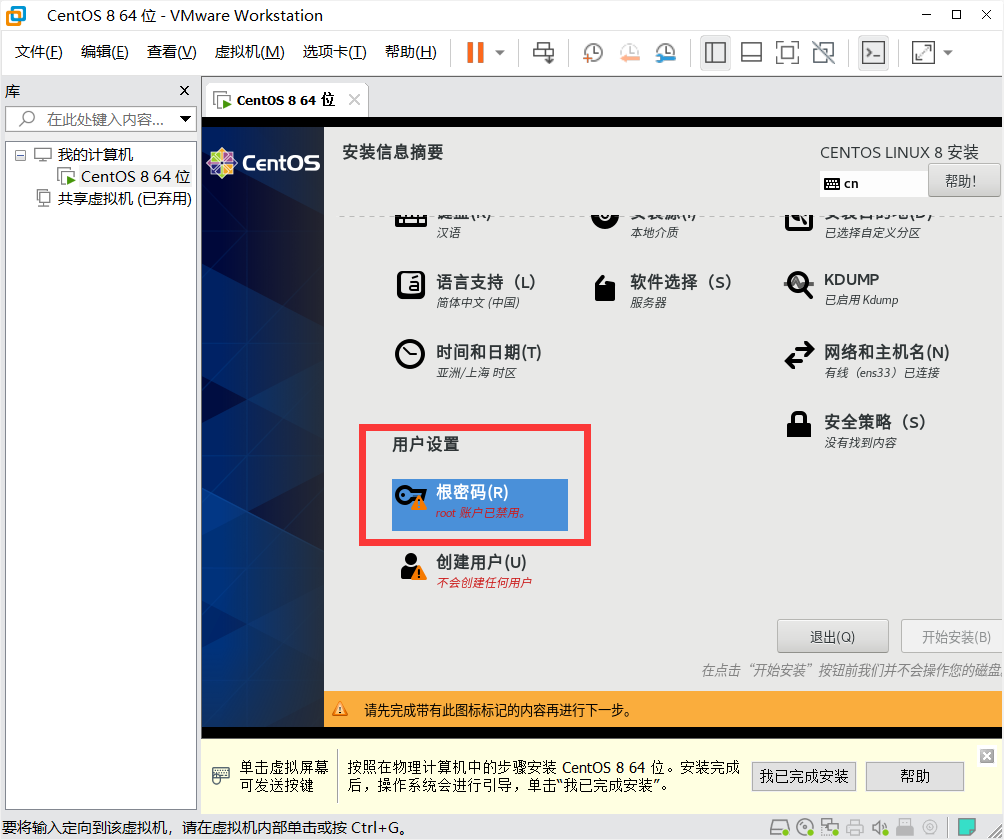 CentOS 8 64 位 - VMware Workstation
文件(F) 编辑(E) 查看(V) 虚拟机(M) 选项卡(T) 帮助(H)
库
在此处键入内容...
我的计算机
CentOS 8 64 位
共享虚拟机 (已弃用)
CentOS 8 64 位
CentOS
安装信息摘要
CENTOS LINUX 8 安装
cn
帮助!
汉语
本地介质
已选择自定义分区
语言支持（L）
简体中文 (中国)
软件选择（S）
服务器
KDUMP
已启用 Kdump
时间和日期(T)
亚洲/上海 时区
网络和主机名(N)
有线（ens33）已连接
安全策略（S）
没有找到内容
用户设置
根密码(R)
root 账户已禁用。
创建用户(U)
不会创建任何用户
退出(Q)
开始安装(B)
在点击“开始安装”按钮前我们并不会操作您的磁盘
请先完成带有此图标标记的内容再进行下一步。
单击虚拟屏幕
可发送按键
按照在物理计算机中的步骤安装 CentOS 8 64 位。安装完成
后，操作系统会进行引导，单击“我已完成安装”。
我已完成安装
帮助
要将输入定向到该虚拟机，请在虚拟机内部单击或按 Ctrl+G。